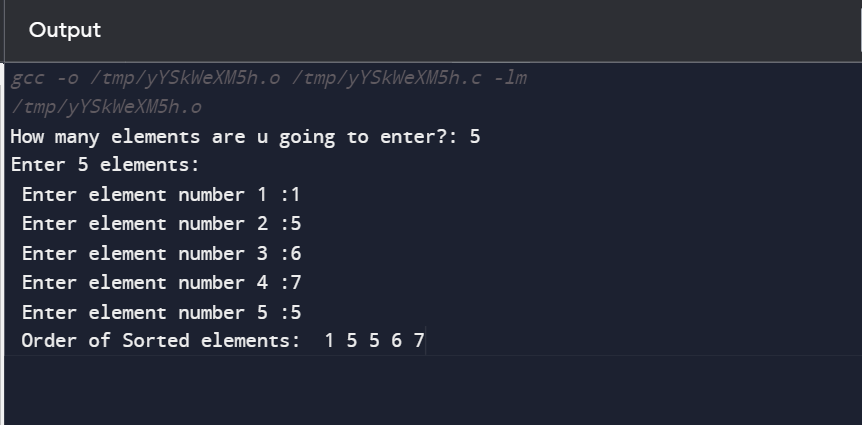 Output
gcc -o /tmp/yYSkWeXM5h.o /tmp/yYSkWeXM5h.c -lm
/tmp/yYSkWeXM5h.o
How many elements are u going to enter?: 5
Enter 5 elements:
Enter element number 1 :1
Enter element number 2 :5
Enter element number 3 :6
Enter element number 4 :7
Enter element number 5 :5
Order of Sorted elements:  1 5 5 6 7